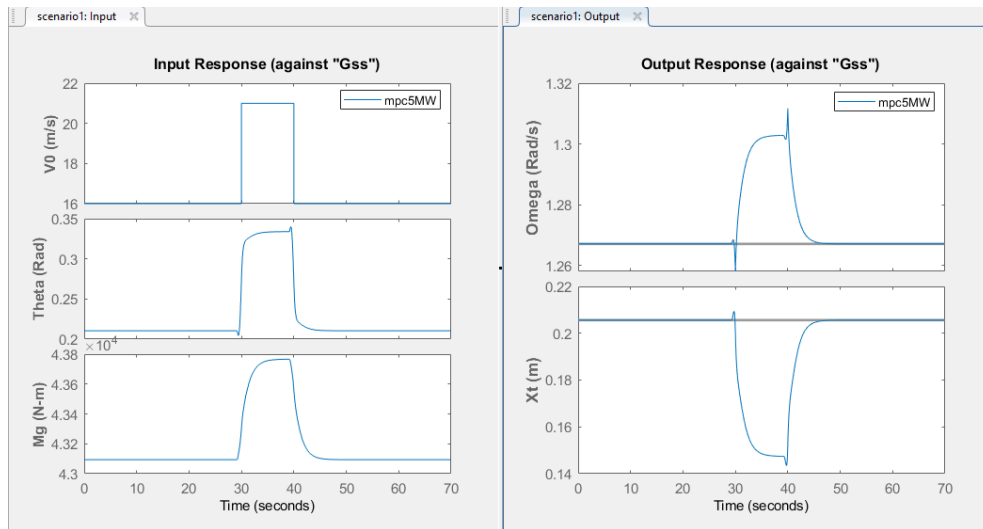 scenario1: Input
Input Response (against "Gss")
mpc5MW
V0 (m/s)
22
20
18
16
Theta (Rad)
0.35
0.3
0.25
0.2
×10⁴
Mg (N-m)
4.38
4.36
4.34
4.32
4.3
0 10 20 30 40 50 60 70
Time (seconds)
scenario1: Output
Output Response (against "Gss")
mpc5MW
Omega (Rad/s)
1.32
1.3
1.28
1.26
Xt (m)
0.22
0.2
0.18
0.16
0.14
0 10 20 30 40 50 60 70
Time (seconds)